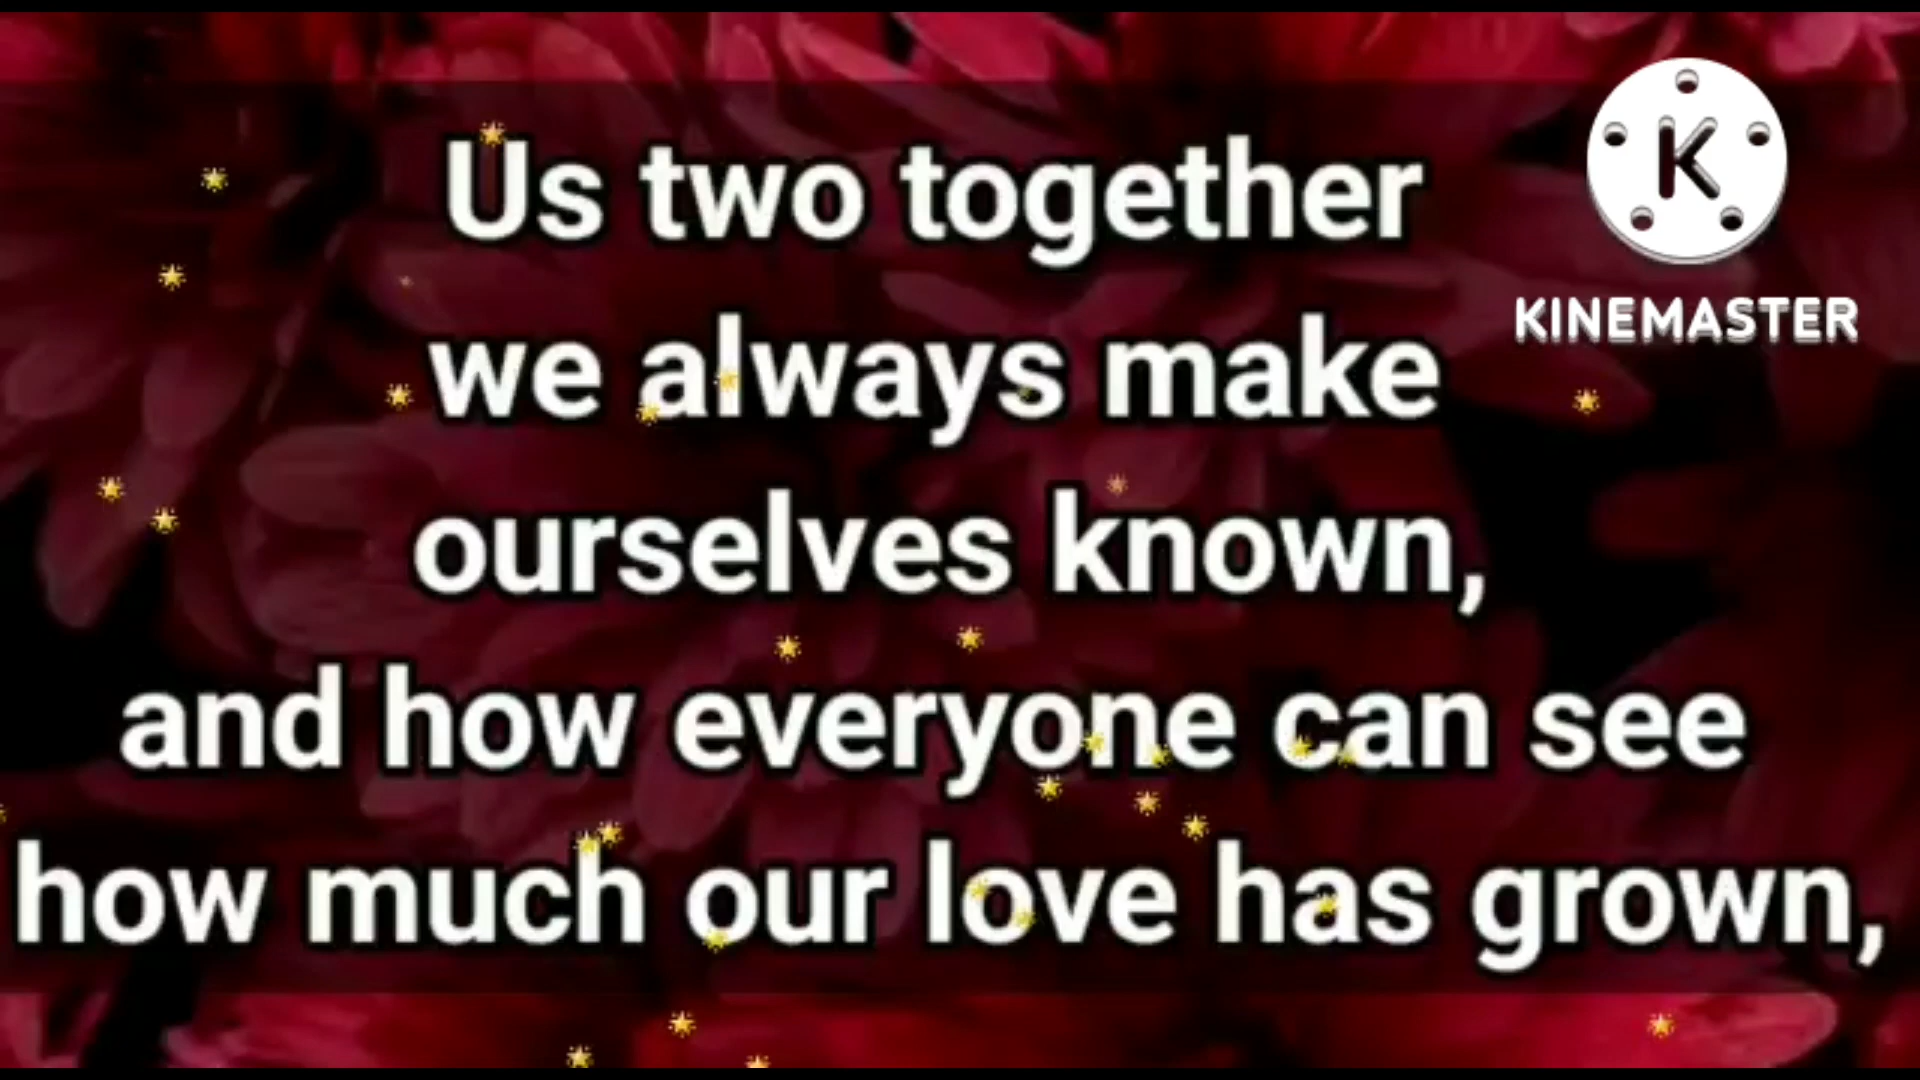 Us two together
we always make
ourselves known,
and how everyone can see
how much our love has grown,
K
KINEMASTER